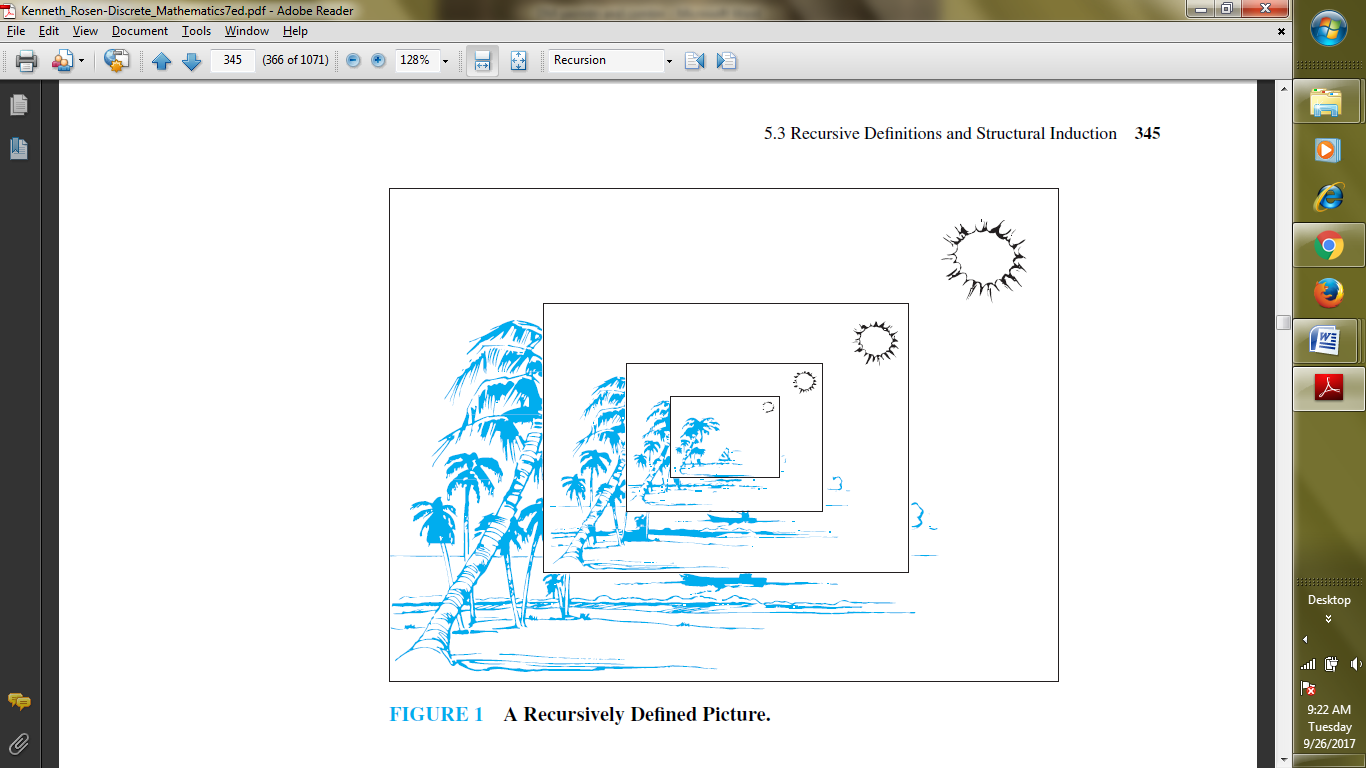 Kenneth_Rosen-Discrete_Mathematics7ed.pdf - Adobe Reader
File Edit View Document Tools Window Help
345 (366 of 1071) 128% Recursion
5.3 Recursive Definitions and Structural Induction 345
FIGURE 1 A Recursively Defined Picture.
Desktop
9:22 AM
Tuesday
9/26/2017